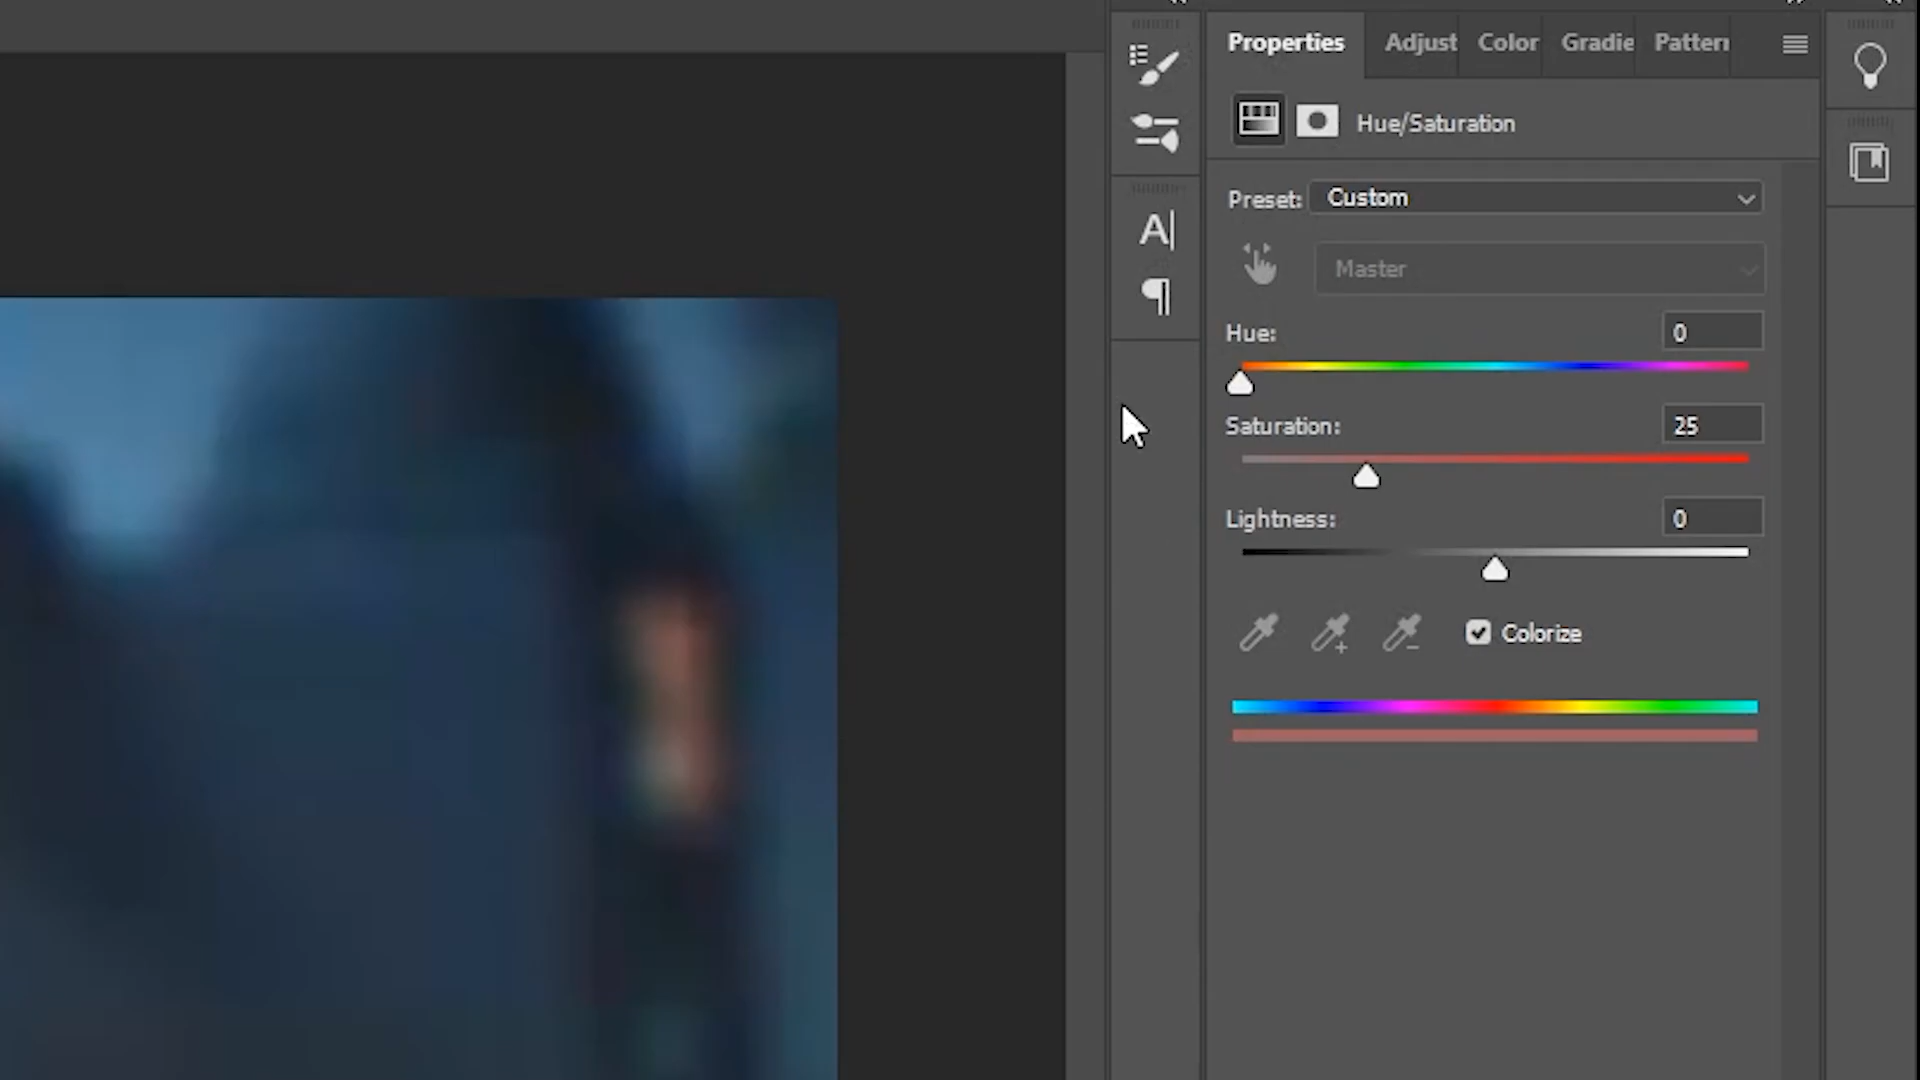 Properties
Adjust
Color
Gradie
Pattern
Hue/Saturation
Preset:
Custom
Master
Hue:
0
Saturation:
25
Lightness:
0
Colorize